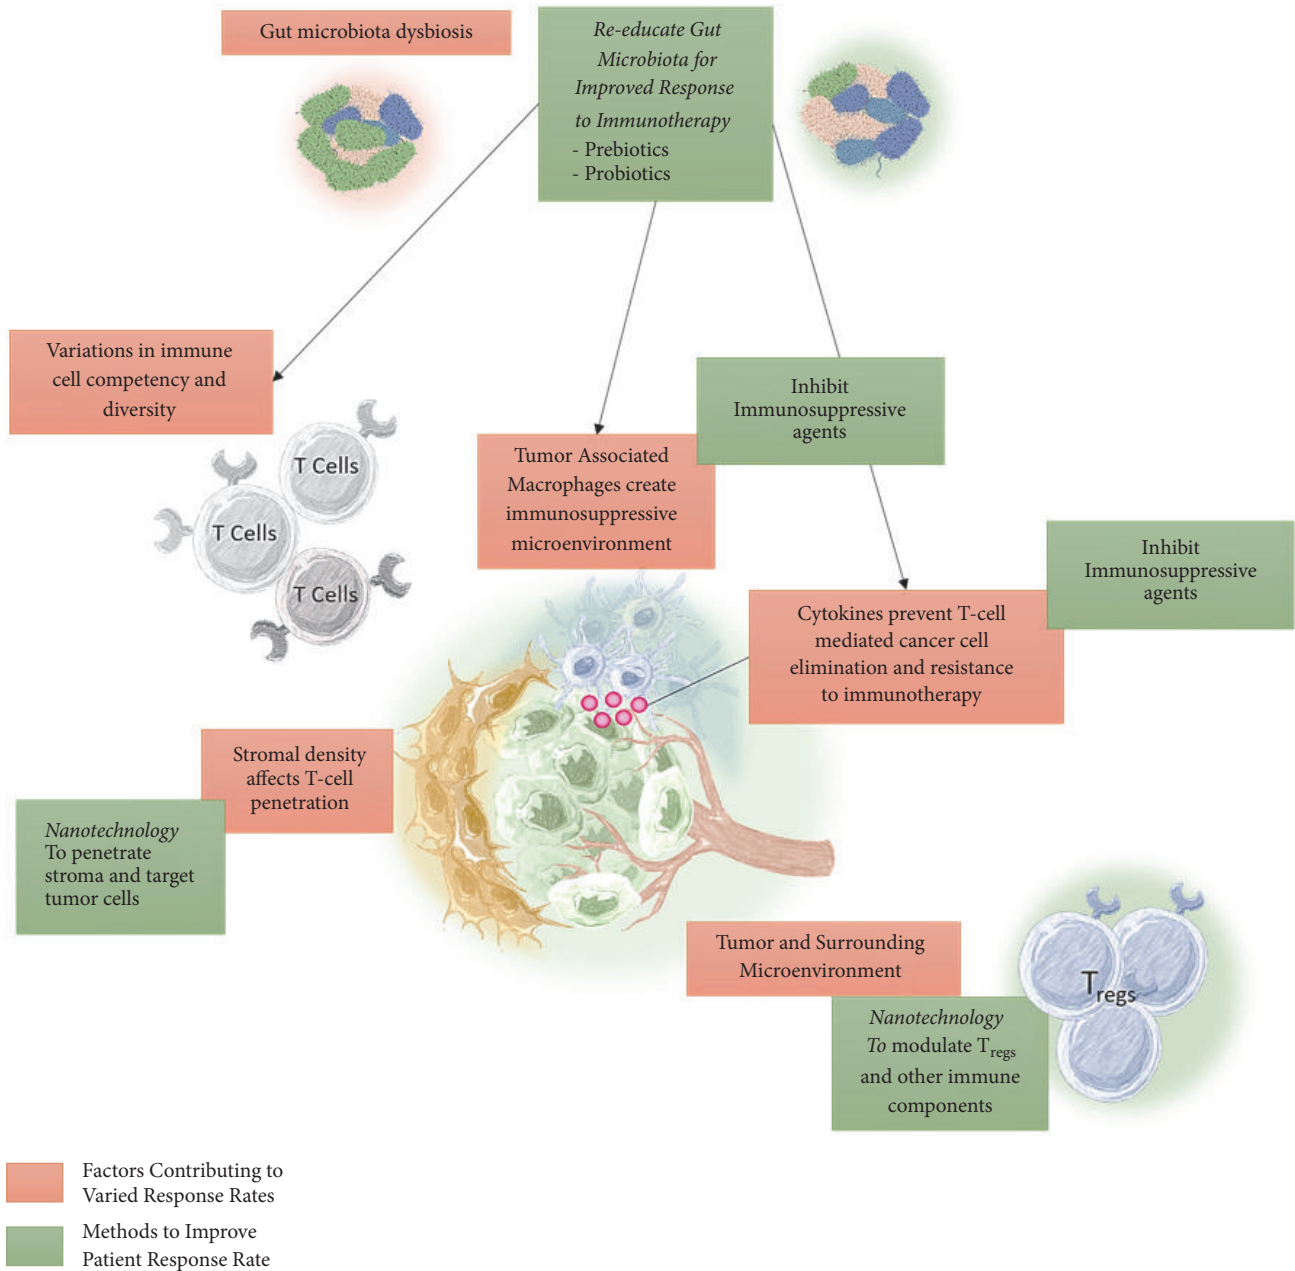 Gut microbiota dysbiosis
Re-educate Gut
Microbiota for
Improved Response
to Immunotherapy
- Prebiotics
- Probiotics
Variations in immune
cell competency and
diversity
T Cells
T Cells
T Cells
Inhibit
Immunosuppressive
agents
Tumor Associated
Macrophages create
immunosuppressive
microenvironment
Inhibit
Immunosuppressive
agents
Cytokines prevent T-cell
mediated cancer cell
elimination and resistance
to immunotherapy
Stromal density
affects T-cell
penetration
Nanotechnology
To penetrate
stroma and target
tumor cells
Tumor and Surrounding
Microenvironment
Tregs
Nanotechnology
To modulate Tregs
and other immune
components
Factors Contributing to
Varied Response Rates
Methods to Improve
Patient Response Rate